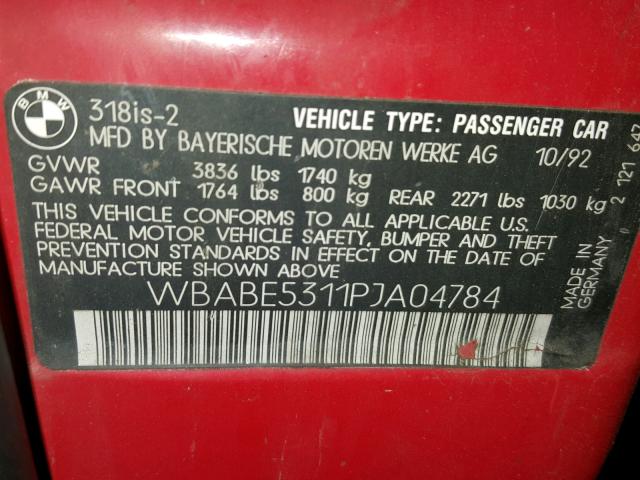 BMW
318is-2
VEHICLE TYPE: PASSENGER CAR
MFD BY BAYERISCHE MOTOREN WERKE AG 10/92
GVWR 3836 lbs 1740 kg
GAWR FRONT 1764 lbs 800 kg REAR 2271 lbs 1030 kg
THIS VEHICLE CONFORMS TO ALL APPLICABLE U.S.
FEDERAL MOTOR VEHICLE SAFETY, BUMPER AND THEFT
PREVENTION STANDARDS IN EFFECT ON THE DATE OF
MANUFACTURE SHOWN ABOVE.
WBABE5311PJA04784
MADE IN
GERMANY
2 121 642